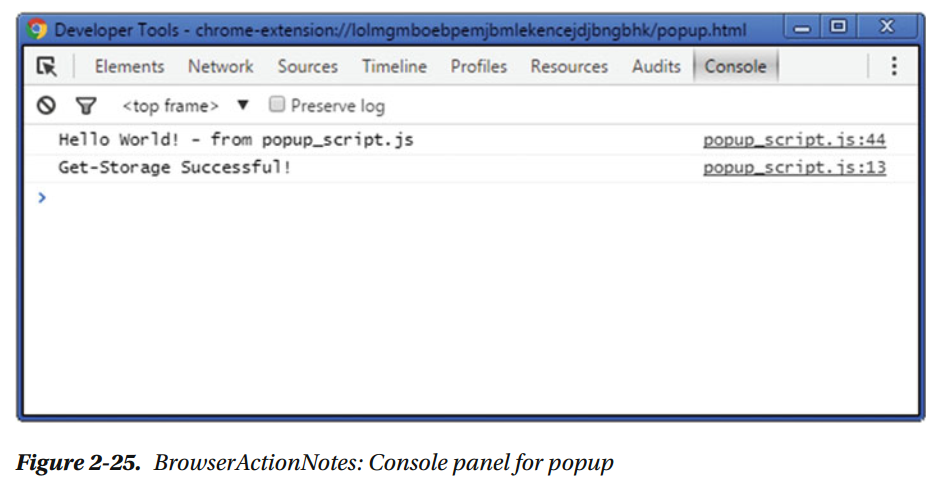 Developer Tools - chrome-extension://lolmgmboebpemjbmlekencejdjbngbhk/popup.html
Elements Network Sources Timeline Profiles Resources Audits Console
<top frame> ▼ Preserve log
Hello World! - from popup_script.js popup_script.js:44
Get-Storage Successful! popup_script.js:13
>
Figure 2-25. BrowserActionNotes: Console panel for popup